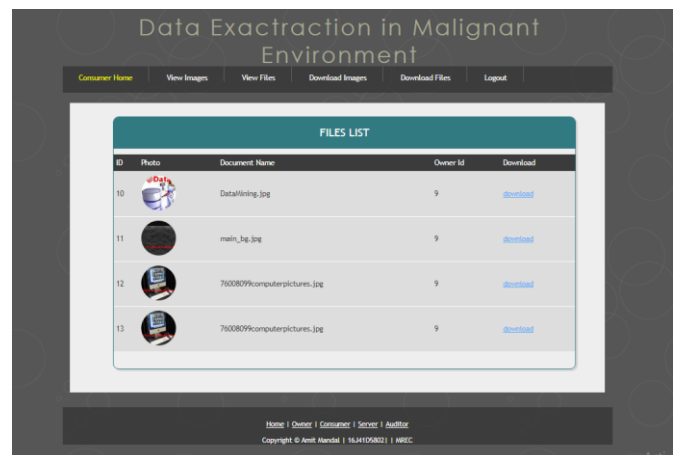 Data Exactraction in Malignant
Environment
Consumer Home View Images View Files Download Images Download Files Logout
FILES LIST
ID Photo Document Name Owner Id Download
10 DataMining.jpg 9 download
11 main_bg.jpg 9 download
12 76008099computerpictures.jpg 9 download
13 76008099computerpictures.jpg 9 download
Home | Owner | Consumer | Server | Auditor
Copyright © Amit Mandal | 16J41D5802| | MREC